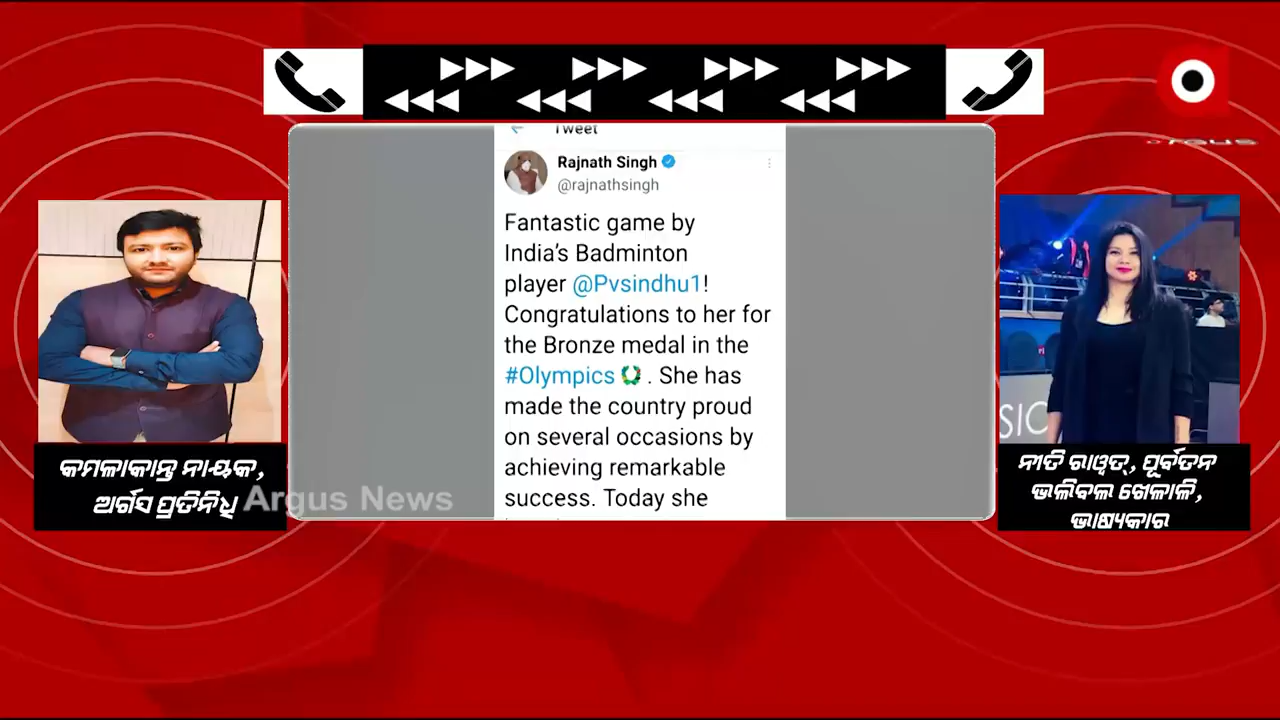 Tweet
Rajnath Singh
@rajnathsingh
Fantastic game by
India's Badminton
player @Pvsindhu1!
Congratulations to her for
the Bronze medal in the
#Olympics . She has
made the country proud
on several occasions by
achieving remarkable
success. Today she
କମଳାକାନ୍ତ ନାୟକ,
ଅର୍ଗସ ପ୍ରତିନିଧି
Argus News
ନୀତି ରାୱତ୍, ପୂର୍ବତନ
ଭଲିବଲ ଖେଳାଳି,
ଭାଷ୍ୟକାର
ARGUS
SIC